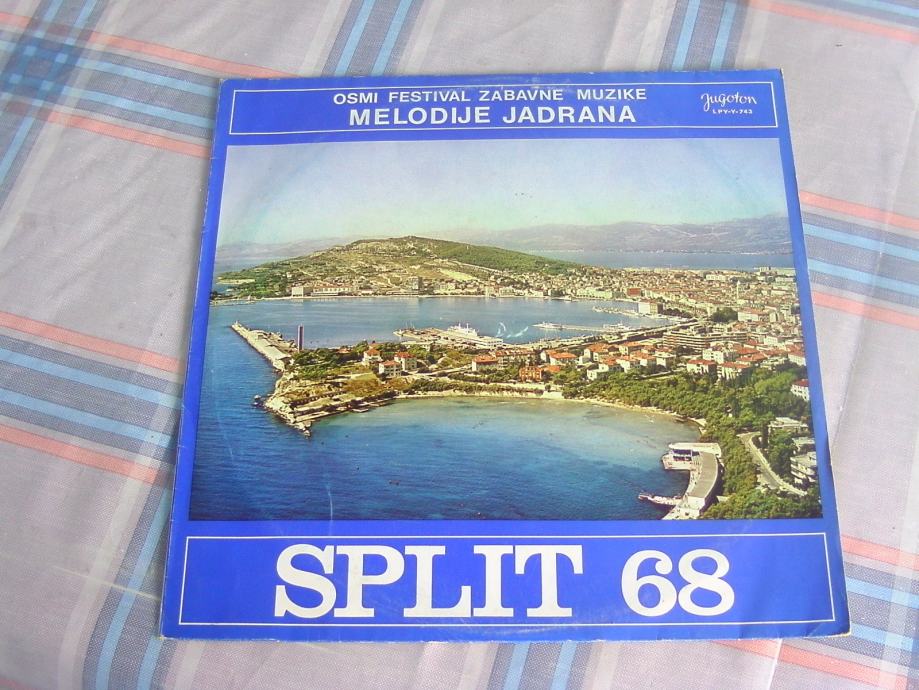 OSMI FESTIVAL ZABAVNE MUZIKE
MELODIJE JADRANA
Jugoton
LPY-V-743
SPLIT 68